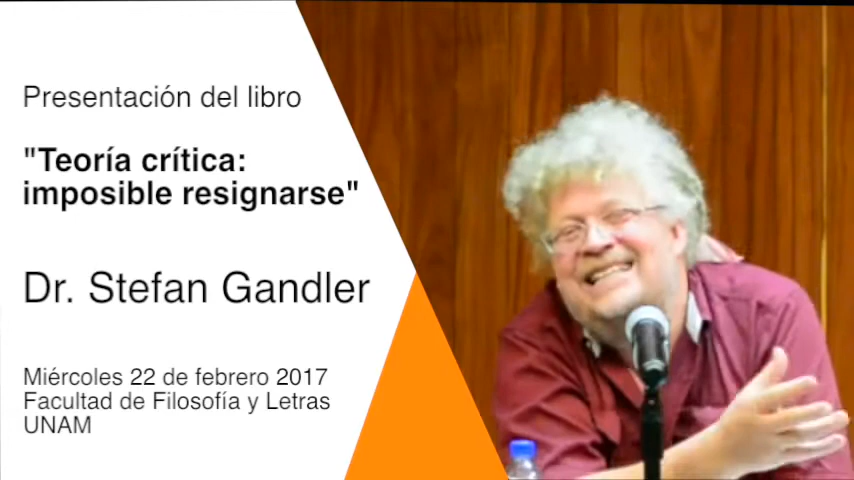 Presentación del libro
"Teoría crítica:
imposible resignarse"
Dr. Stefan Gandler
Miércoles 22 de febrero 2017
Facultad de Filosofía y Letras
UNAM